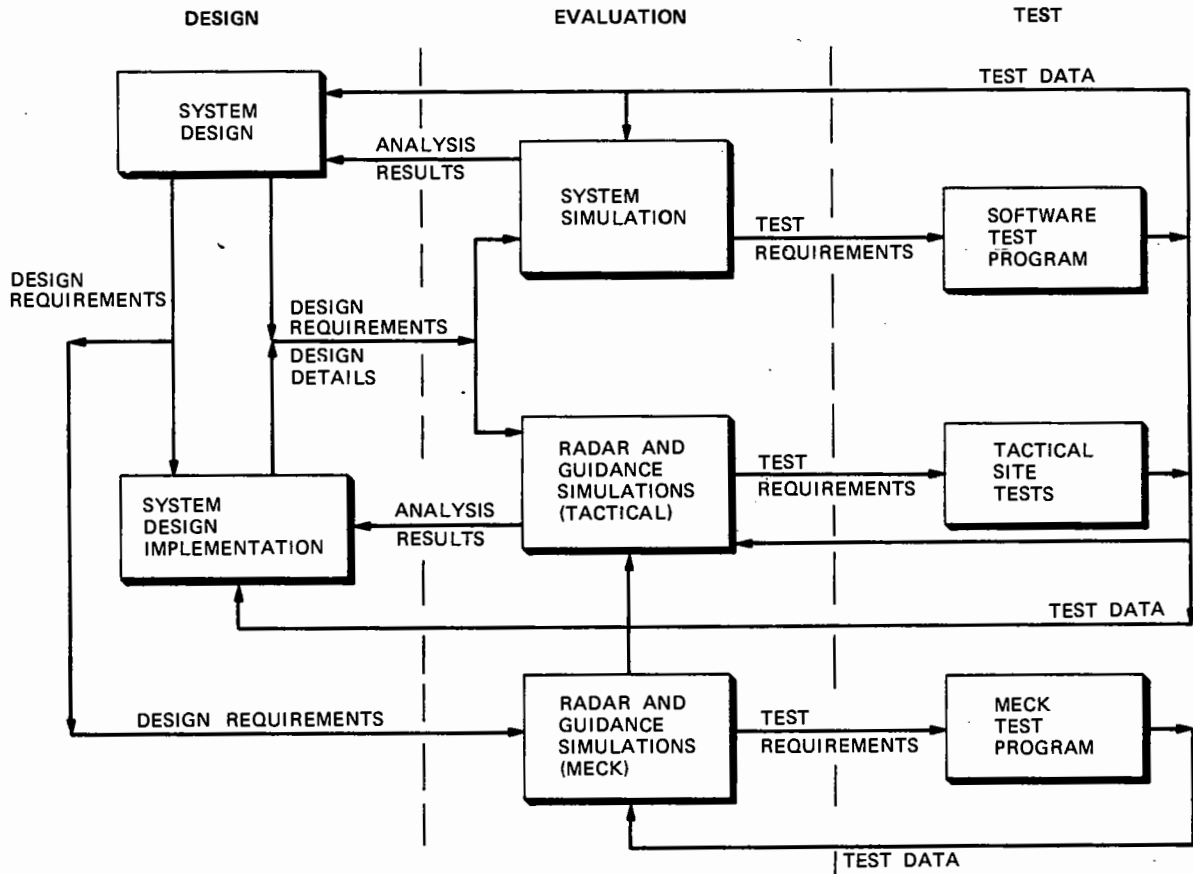 DESIGN
EVALUATION
TEST
TEST DATA
SYSTEM
DESIGN
ANALYSIS
RESULTS
SYSTEM
SIMULATION
TEST
REQUIREMENTS
SOFTWARE
TEST
PROGRAM
DESIGN
REQUIREMENTS
DESIGN
REQUIREMENTS
DESIGN
DETAILS
RADAR AND
GUIDANCE
SIMULATIONS
(TACTICAL)
TEST
REQUIREMENTS
TACTICAL
SITE
TESTS
SYSTEM
DESIGN
IMPLEMENTATION
ANALYSIS
RESULTS
TEST DATA
DESIGN REQUIREMENTS
RADAR AND
GUIDANCE
SIMULATIONS
(MECK)
TEST
REQUIREMENTS
MECK
TEST
PROGRAM
TEST DATA